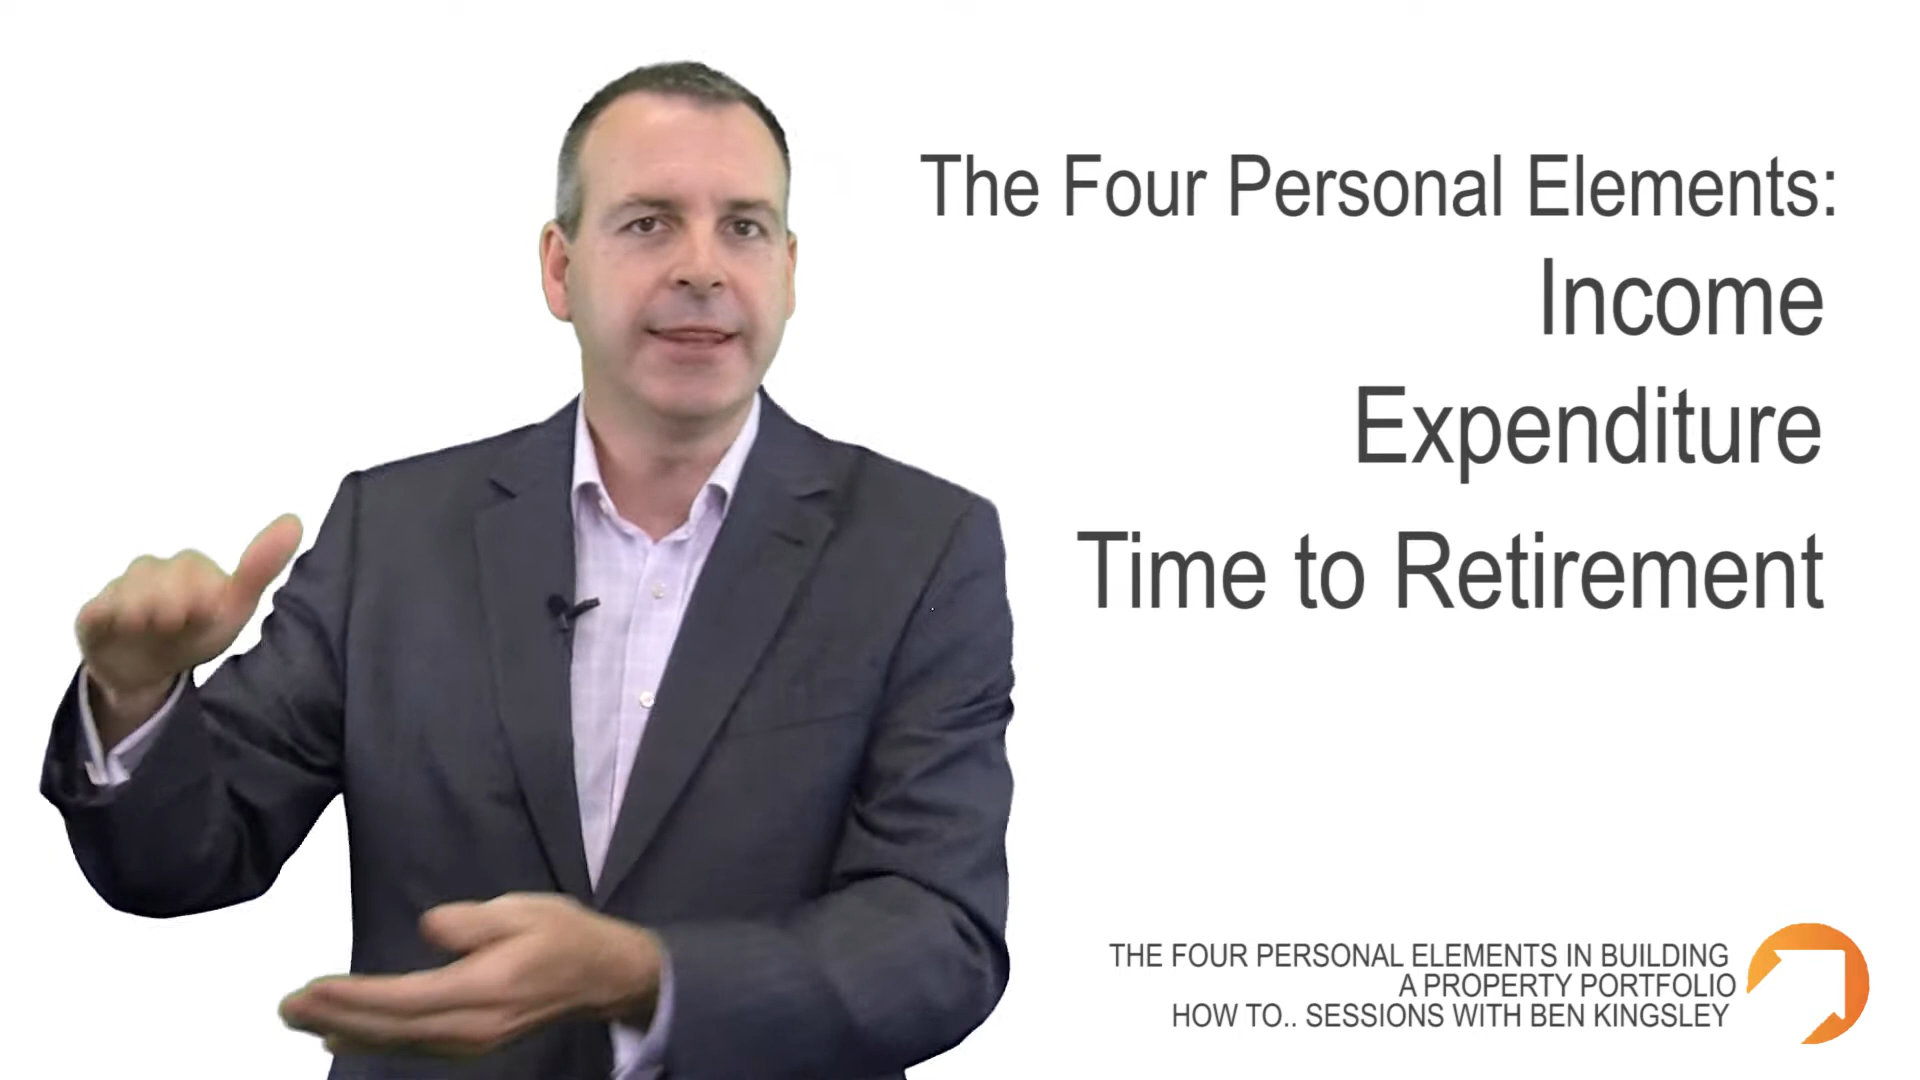 The Four Personal Elements:
Income
Expenditure
Time to Retirement
THE FOUR PERSONAL ELEMENTS IN BUILDING
A PROPERTY PORTFOLIO
HOW TO.. SESSIONS WITH BEN KINGSLEY